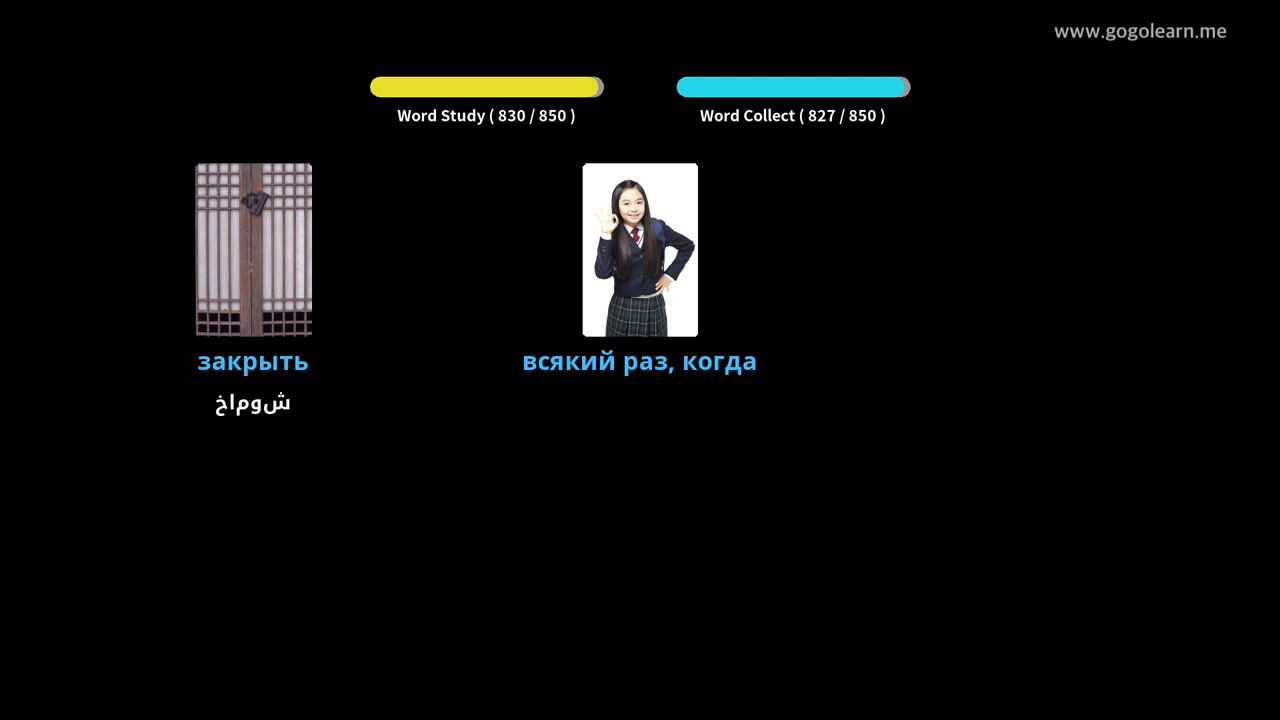 www.gogolearn.me
Word Study ( 830 / 850 )
Word Collect ( 827 / 850 )
закрыть
всякий раз, когда
شوماخ